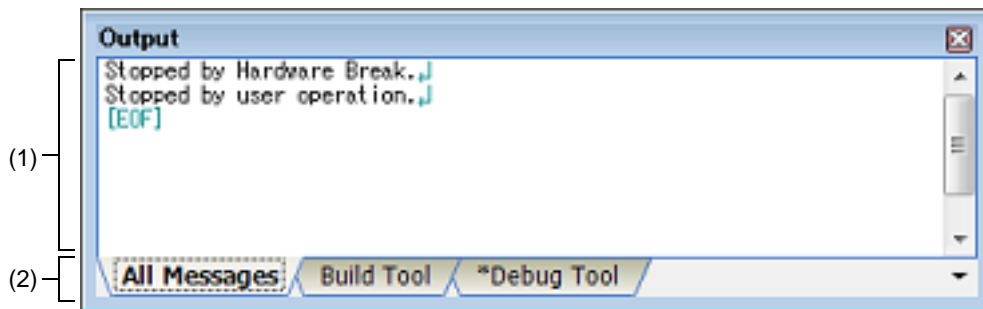 Output
Stopped by Hardware Break.↲
Stopped by user operation.↲
[EOF]
(1)
(2)
All Messages
Build Tool
*Debug Tool